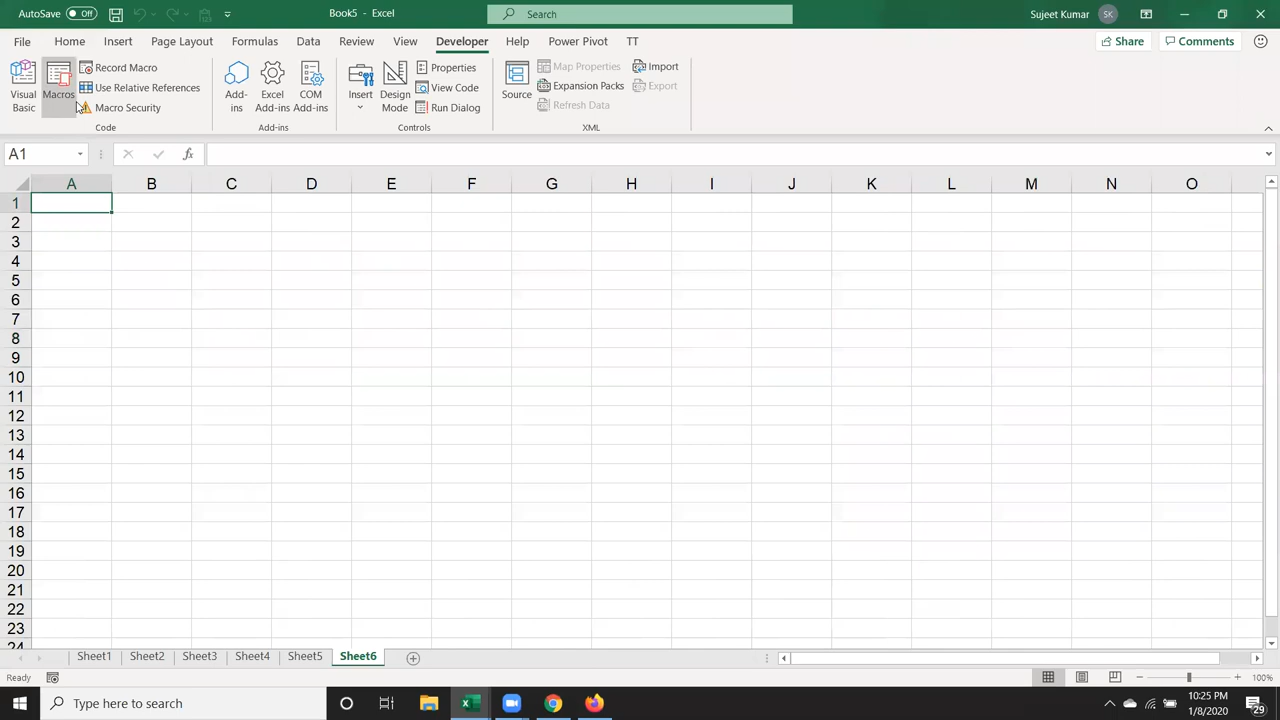 AutoSave Off Book5 - Excel Search Sujeet Kumar SK
File Home Insert Page Layout Formulas Data Review View Developer Help Power Pivot TT Share Comments
Visual Basic
Macros
Record Macro
Use Relative References
Macro Security
Code
Add-ins
Excel Add-ins
COM Add-ins
Add-ins
Insert
Design Mode
Properties
View Code
Run Dialog
Controls
Source
Map Properties
Expansion Packs
Refresh Data
Import
Export
XML
A1 fx
A B C D E F G H I J K L M N O
1
2
3
4
5
6
7
8
9
10
11
12
13
14
15
16
17
18
19
20
21
22
23
24
Sheet1 Sheet2 Sheet3 Sheet4 Sheet5 Sheet6
Ready 100%
Type here to search
10:25 PM
1/8/2020
29